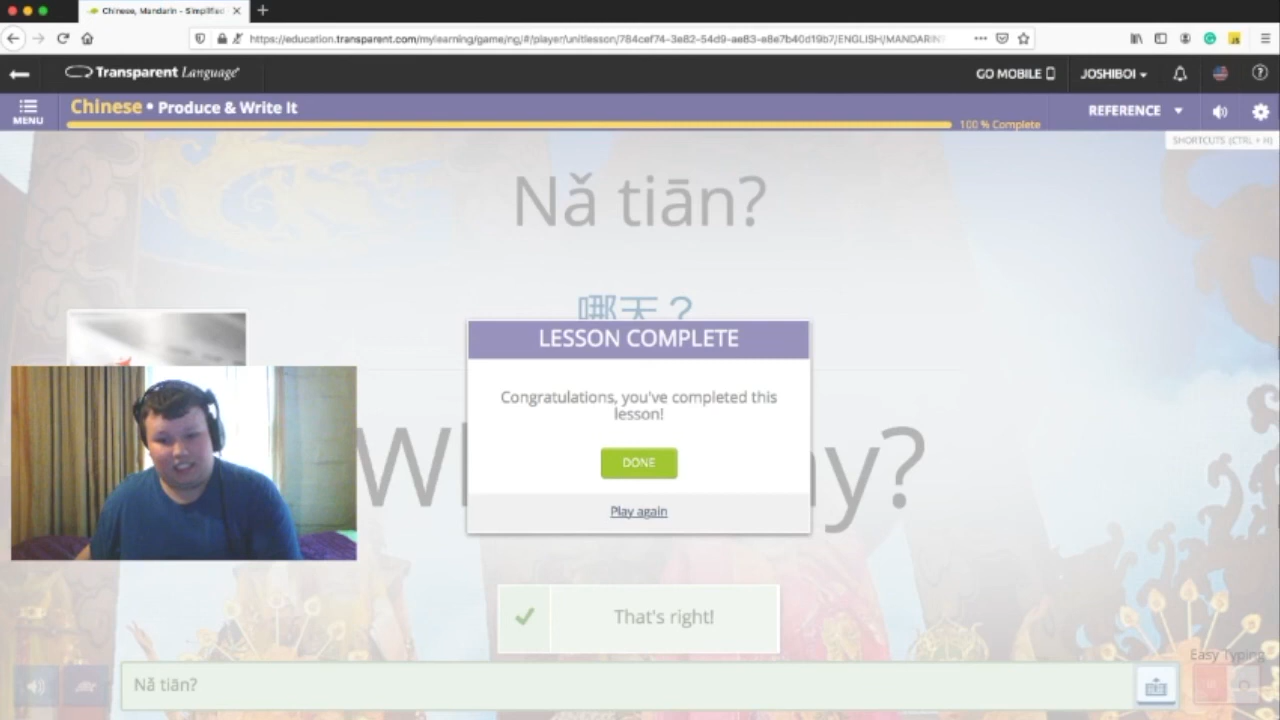 Chinese, Mandarin - Simplified
https://education.transparent.com/mylearning/game/ng/#/player/unitlesson/784cef74-3e82-54d9-ae83-e8e7b40d19b7/ENGLISH/MANDARIN
Transparent Language
GO MOBILE
JOSHIBOI
MENU
Chinese • Produce & Write It
REFERENCE
100 % Complete
SHORTCUTS (CTRL + H)
Nǎ tiān?
哪天？
LESSON COMPLETE
Congratulations, you've completed this
lesson!
DONE
Play again
That's right!
Easy Typing
Nǎ tiān?